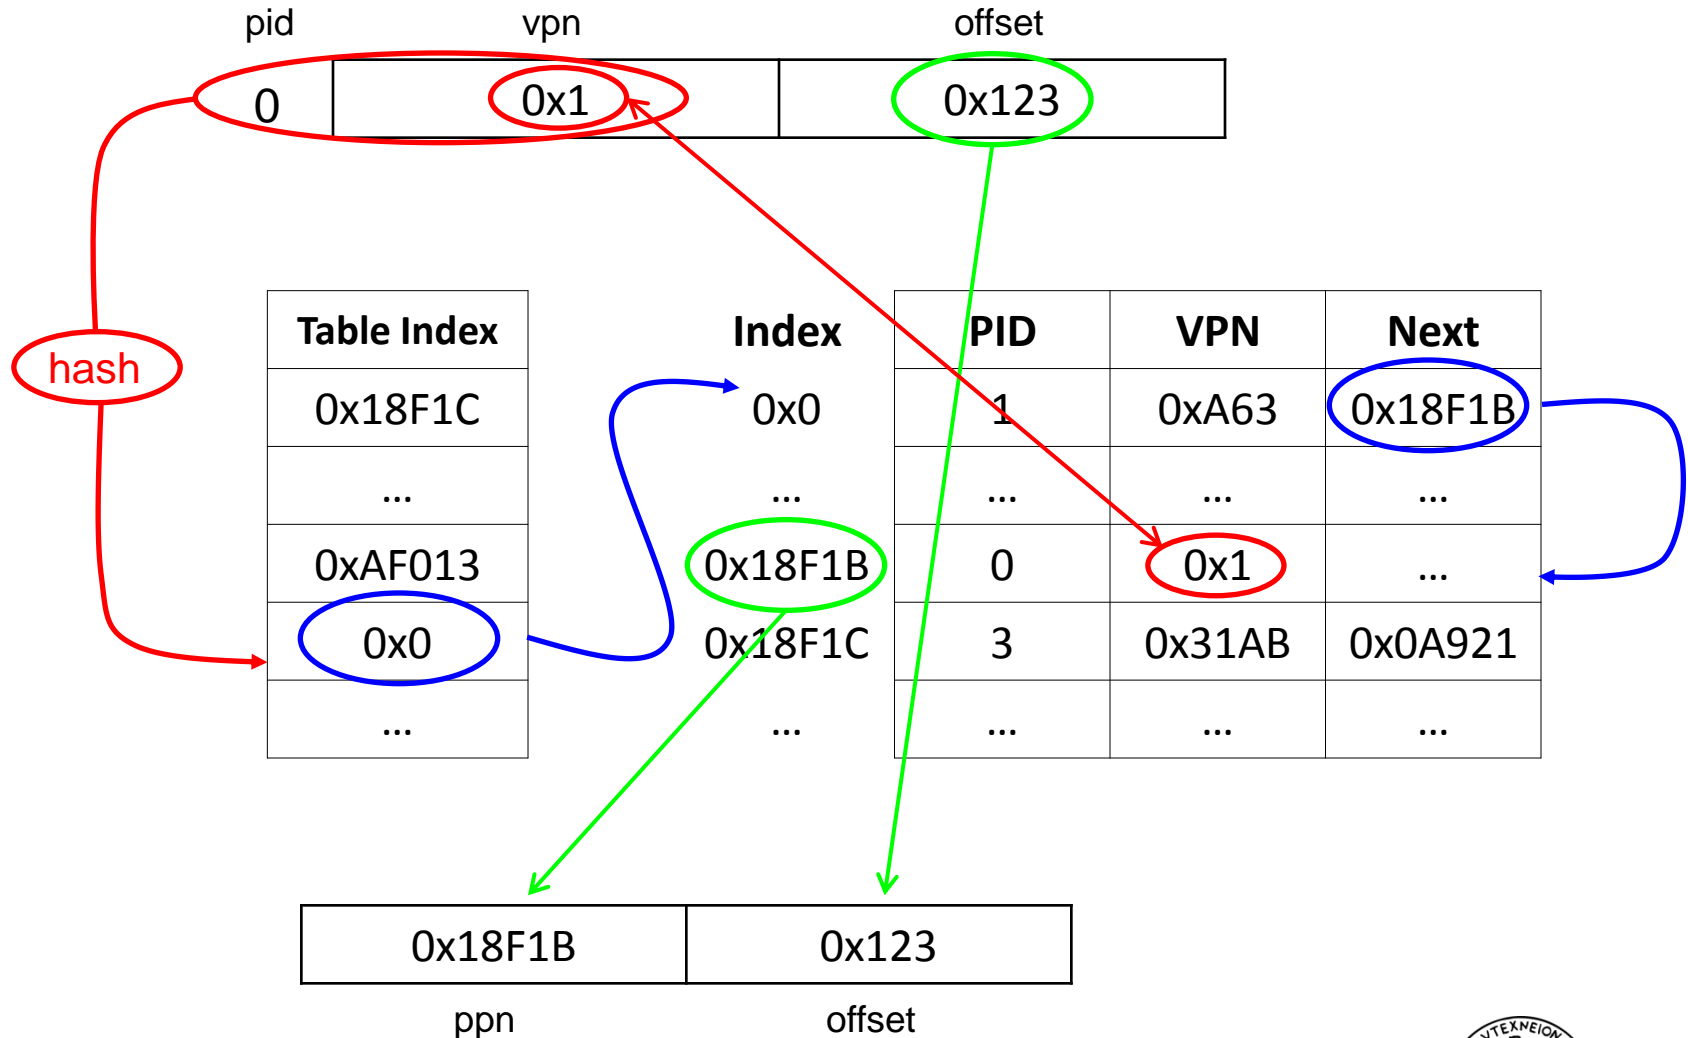 pid vpn offset
0 0x1 0x123
hash
Table Index Index PID VPN Next
0x18F1C 0x0 1 0xA63 0x18F1B
... ... ... ... ...
0xAF013 0x18F1B 0 0x1 ...
0x0 0x18F1C 3 0x31AB 0x0A921
... ... ... ... ...
0x18F1B 0x123
ppn offset